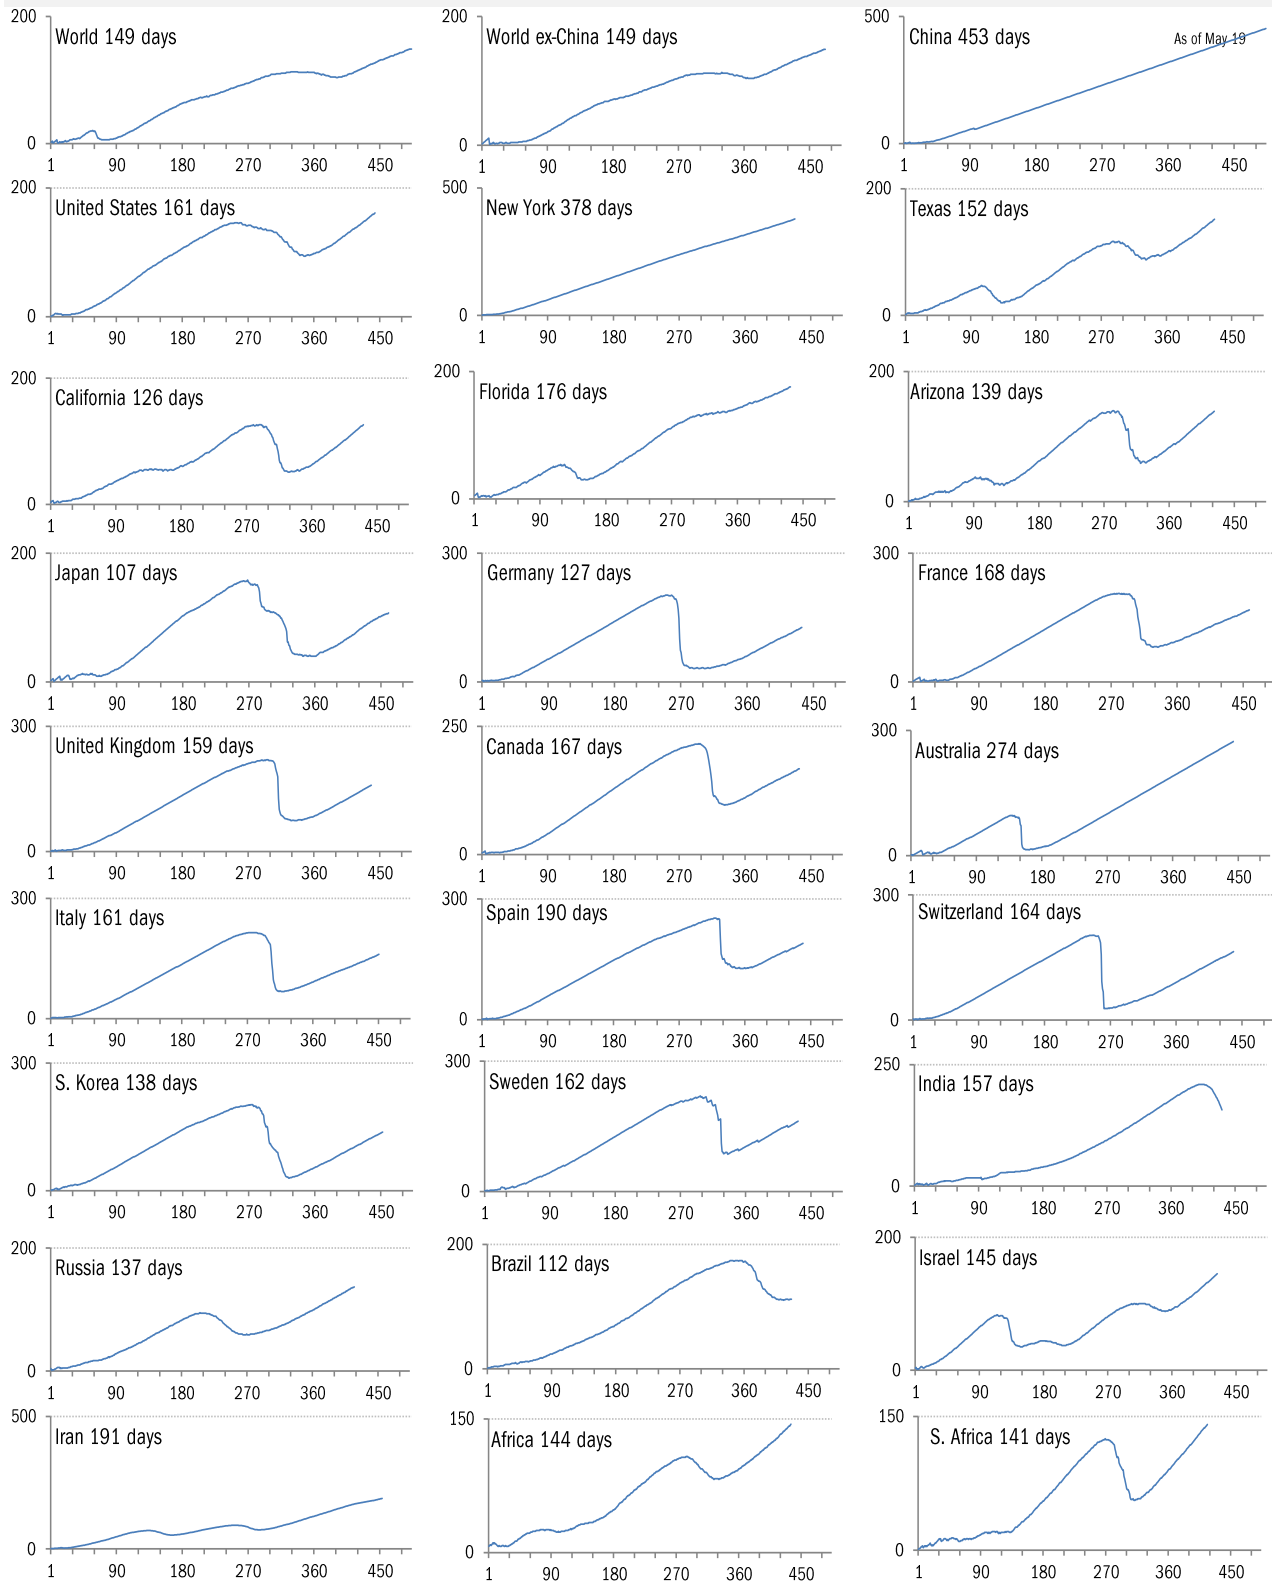 200
World 149 days
0
1 90 180 270 360 450
200
World ex-China 149 days
0
1 90 180 270 360 450
500
China 453 days
As of May 19
0
1 90 180 270 360 450
200
United States 161 days
0
1 90 180 270 360 450
500
New York 378 days
0
1 90 180 270 360 450
200
Texas 152 days
0
1 90 180 270 360 450
200
California 126 days
0
1 90 180 270 360 450
200
Florida 176 days
0
1 90 180 270 360 450
200
Arizona 139 days
0
1 90 180 270 360 450
200
Japan 107 days
0
1 90 180 270 360 450
300
Germany 127 days
0
1 90 180 270 360 450
300
France 168 days
0
1 90 180 270 360 450
300
United Kingdom 159 days
0
1 90 180 270 360 450
250
Canada 167 days
0
1 90 180 270 360 450
300
Australia 274 days
0
1 90 180 270 360 450
300
Italy 161 days
0
1 90 180 270 360 450
300
Spain 190 days
0
1 90 180 270 360 450
300
Switzerland 164 days
0
1 90 180 270 360 450
300
S. Korea 138 days
0
1 90 180 270 360 450
300
Sweden 162 days
0
1 90 180 270 360 450
250
India 157 days
0
1 90 180 270 360 450
200
Russia 137 days
0
1 90 180 270 360 450
200
Brazil 112 days
0
1 90 180 270 360 450
200
Israel 145 days
0
1 90 180 270 360 450
500
Iran 191 days
0
1 90 180 270 360 450
150
Africa 144 days
0
1 90 180 270 360 450
150
S. Africa 141 days
0
1 90 180 270 360 450